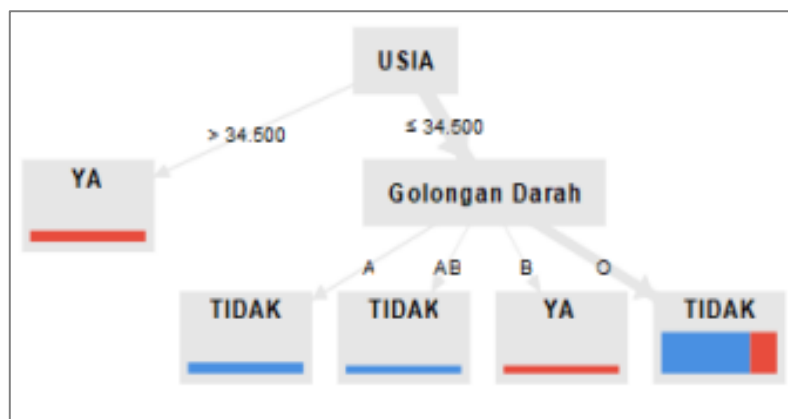 USIA
> 34.500
≤ 34.500
YA
Golongan Darah
A
AB
B
O
TIDAK
TIDAK
YA
TIDAK